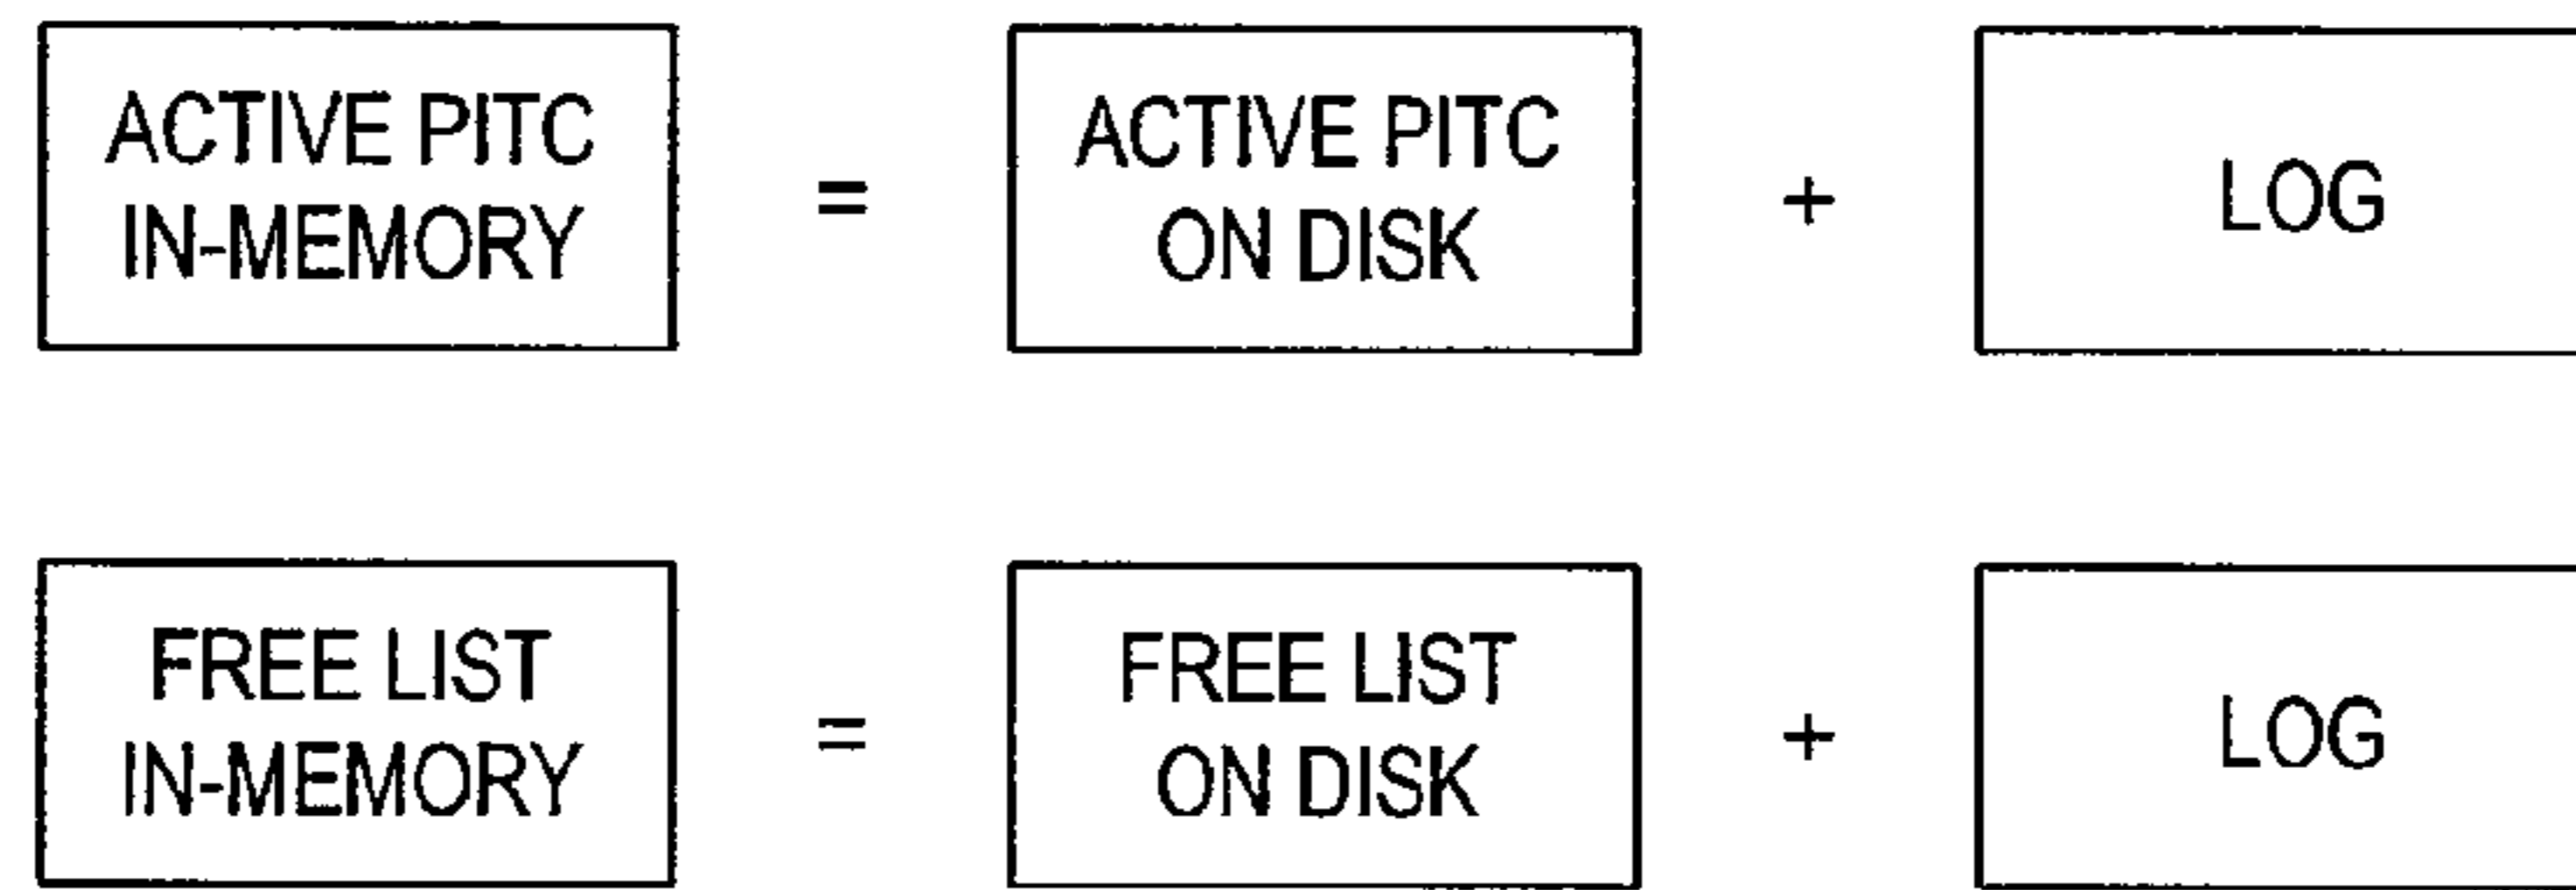 ACTIVE PITC
IN-MEMORY
=
ACTIVE PITC
ON DISK
+
LOG
FREE LIST
IN-MEMORY
=
FREE LIST
ON DISK
+
LOG